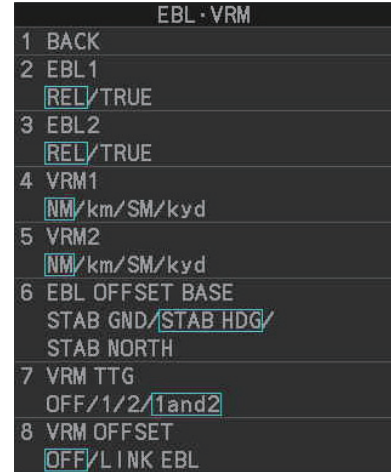 EBL·VRM
1 BACK
2 EBL1
REL/TRUE
3 EBL2
REL/TRUE
4 VRM1
NM/km/SM/kyd
5 VRM2
NM/km/SM/kyd
6 EBL OFFSET BASE
STAB GND/STAB HDG/
STAB NORTH
7 VRM TTG
OFF/1/2/1and2
8 VRM OFFSET
OFF/LINK EBL